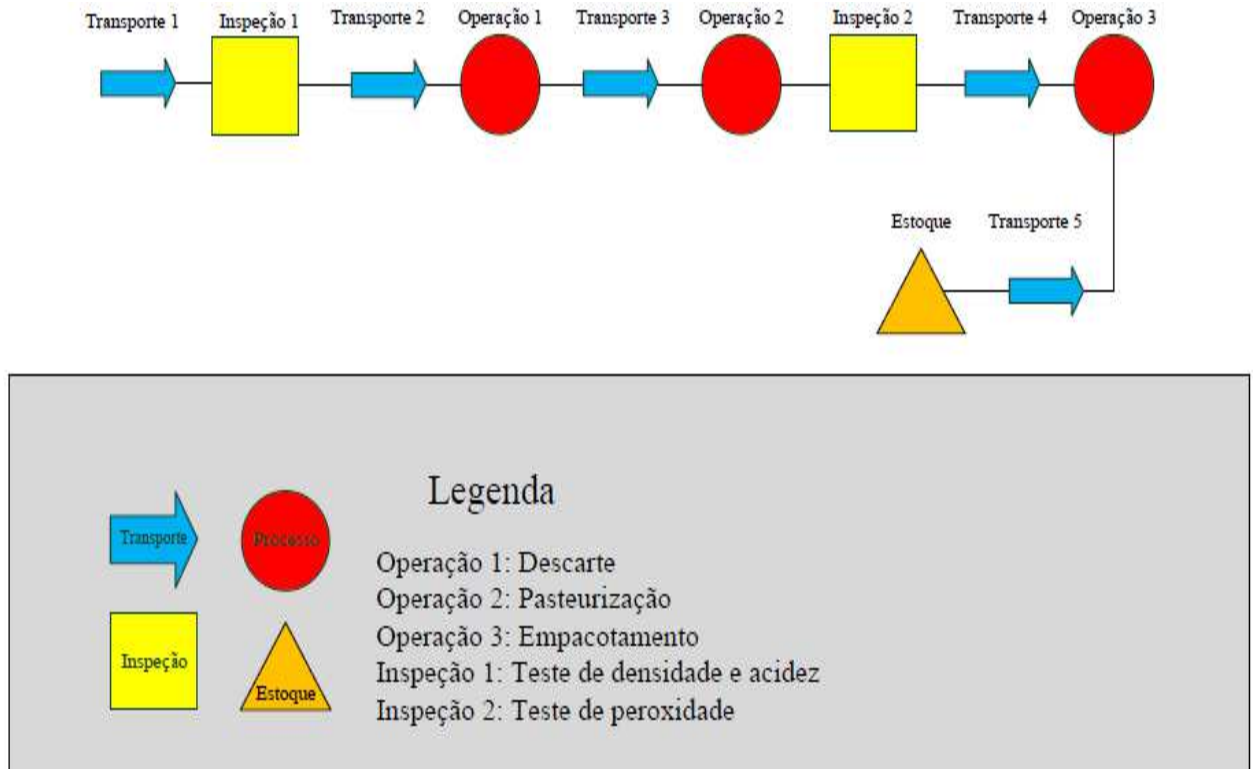 Transporte 1
Inspeção 1
Transporte 2
Operação 1
Transporte 3
Operação 2
Inspeção 2
Transporte 4
Operação 3
Estoque
Transporte 5
Legenda
Transporte
Processo
Inspeção
Estoque
Operação 1: Descarte
Operação 2: Pasteurização
Operação 3: Empacotamento
Inspeção 1: Teste de densidade e acidez
Inspeção 2: Teste de peroxidade